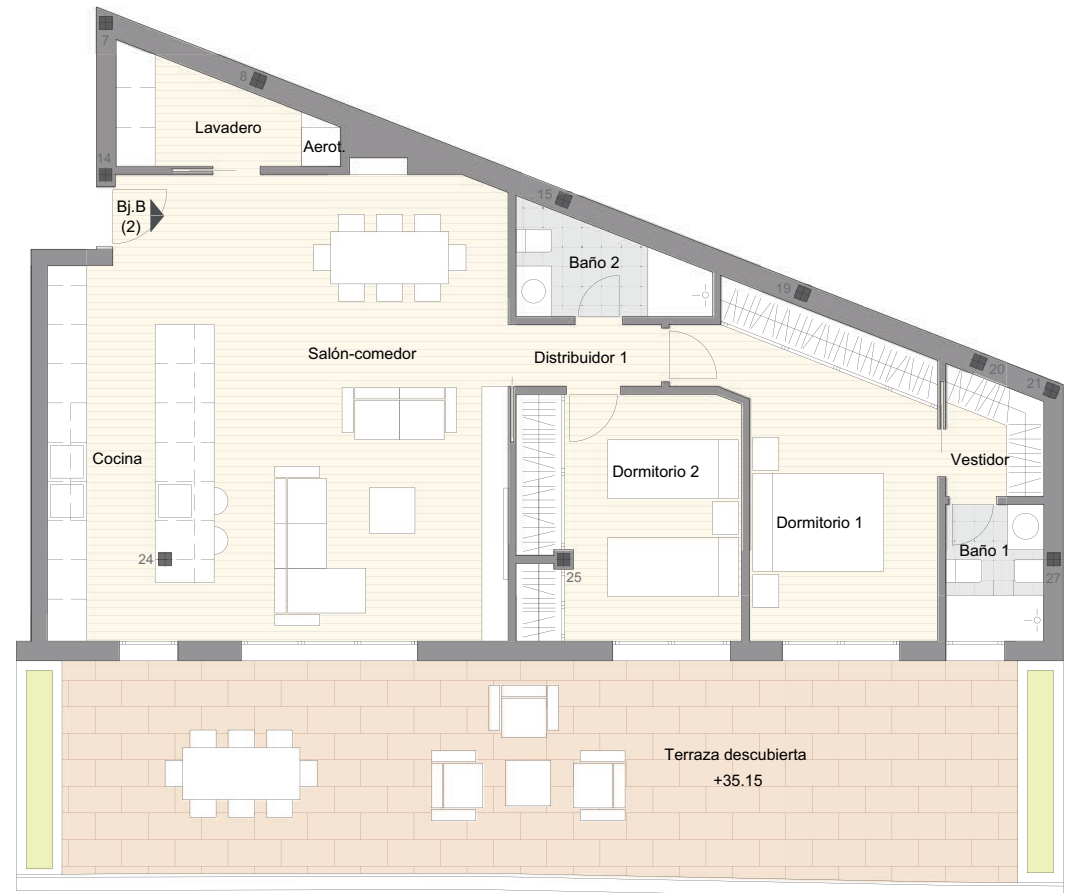 7
8
Lavadero
Aerot.
14
Bj.B
(2)
15
Baño 2
19
Salón-comedor
Distribuidor 1
20
21
Cocina
Dormitorio 2
Vestidor
Dormitorio 1
Baño 1
24
25
27
Terraza descubierta
+35.15